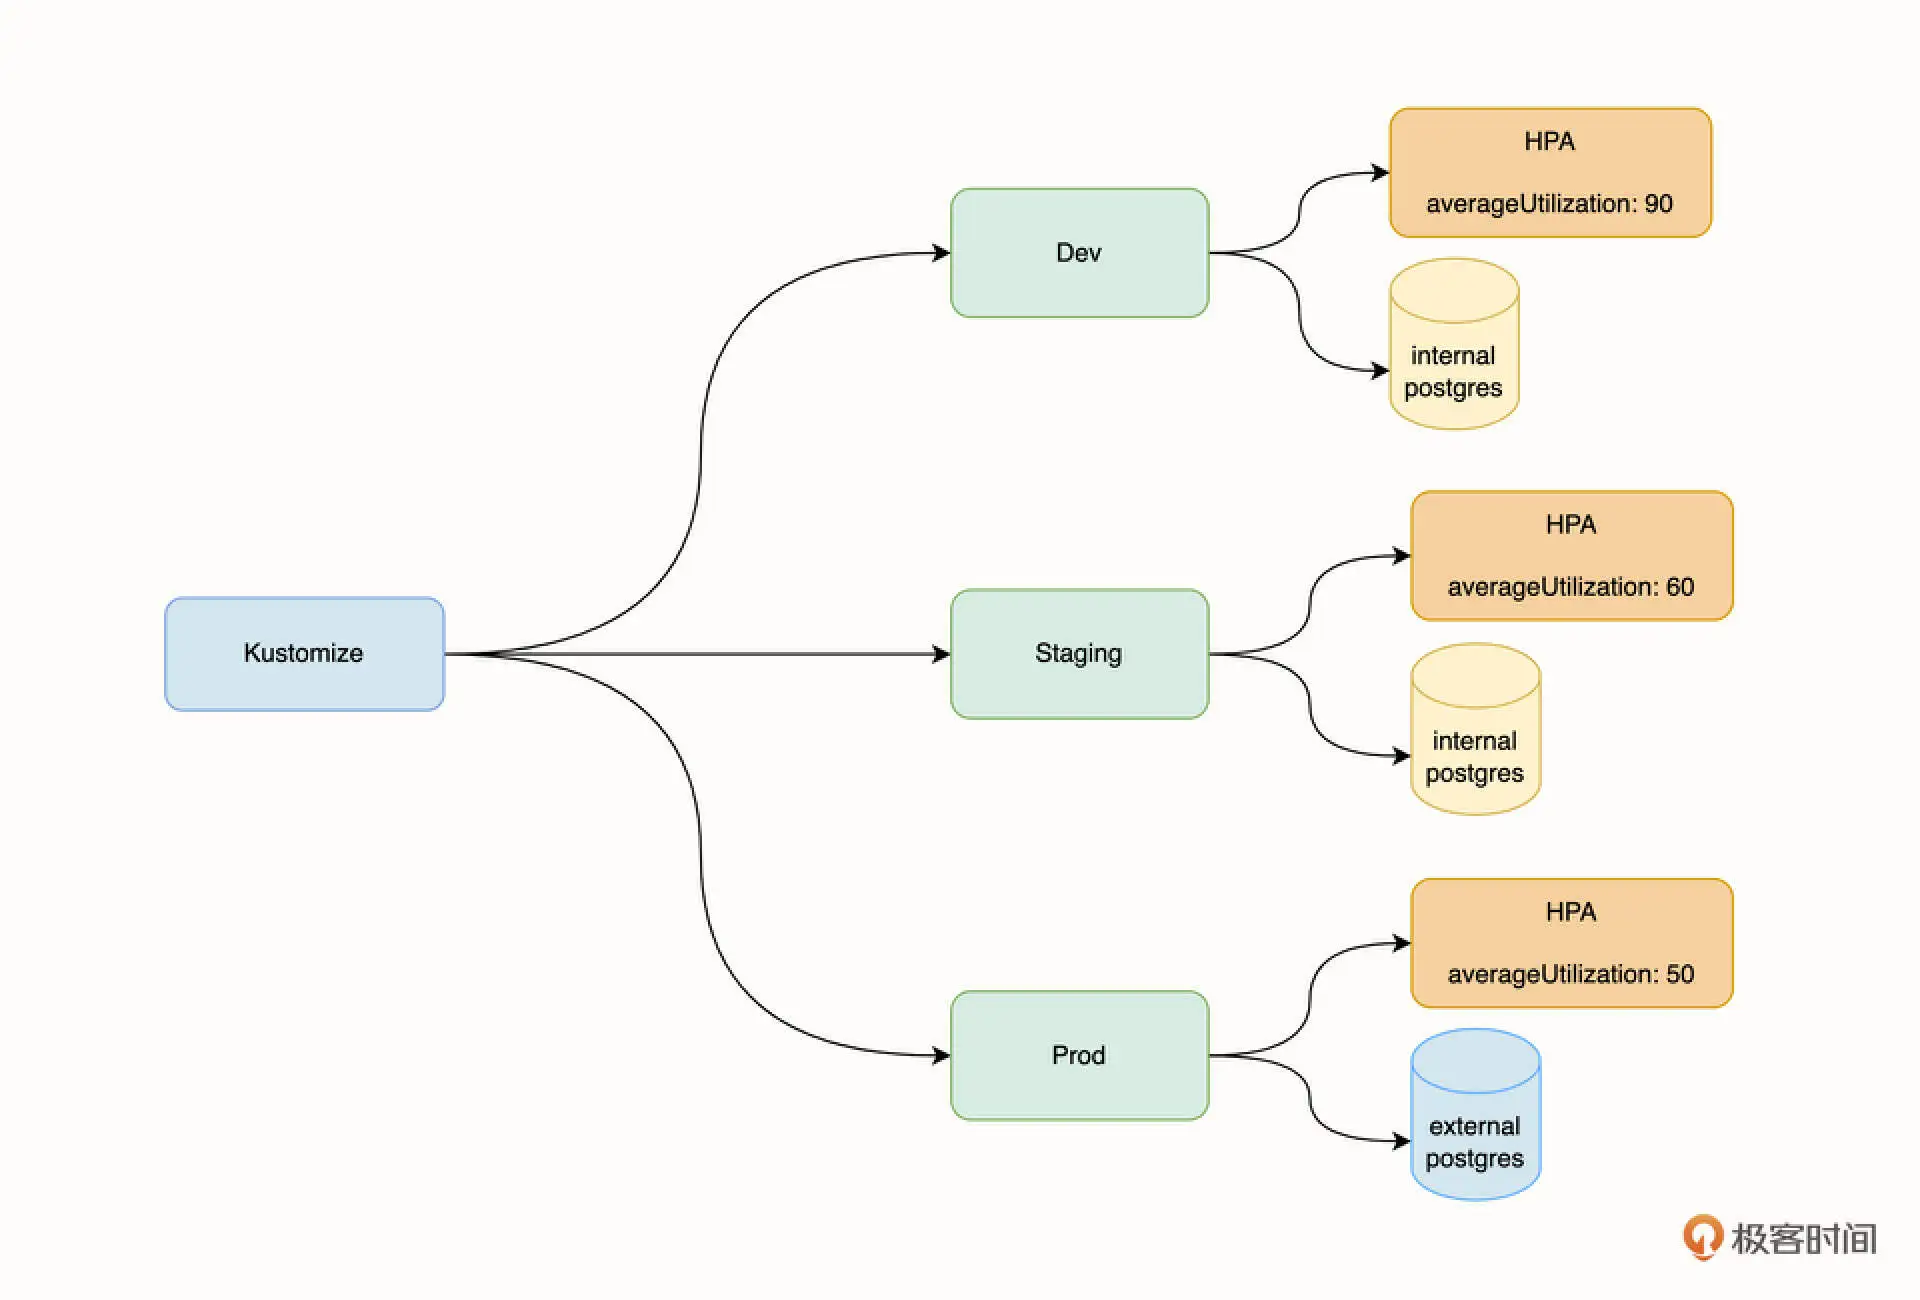 HPA
averageUtilization: 90
Dev
internal
postgres
HPA
averageUtilization: 60
Kustomize
Staging
internal
postgres
HPA
averageUtilization: 50
Prod
external
postgres
极客时间